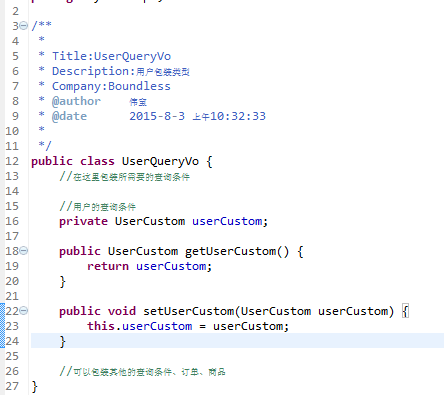 2
3 /**
4 *
5 * Title:UserQueryVo
6 * Description:用户包装类型
7 * Company:Boundless
8 * @author
9 * @date 2015-8-3 上午10:32:33
10 *
11 */
12 public class UserQueryVo {
13 //在这里包装所需要的查询条件
14
15 //用户的查询条件
16 private UserCustom userCustom;
17
18 public UserCustom getUserCustom() {
19 return userCustom;
20 }
21
22 public void setUserCustom(UserCustom userCustom) {
23 this.userCustom = userCustom;
24 }
25
26 //可以包装其他的查询条件、订单、商品
27 }